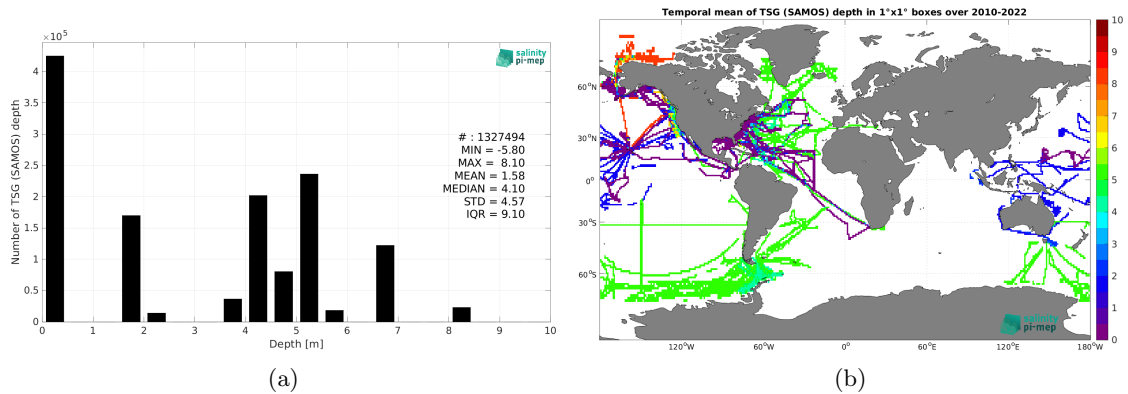 ×10⁵
4
3.5
3
2.5
2
1.5
1
0.5
0
0 1 2 3 4 5 6 7 8 9 10
Depth [m]
Number of TSG (SAMOS) depth
salinity
pi-mep
# : 1327494
MIN = -5.80
MAX = 8.10
MEAN = 1.58
MEDIAN = 4.10
STD = 4.57
IQR = 9.10
(a)
Temporal mean of TSG (SAMOS) depth in 1°x1° boxes over 2010-2022
60°N
30°N
0°
30°S
60°S
120°W 60°W 0° 60°E 120°E 180°W
salinity
pi-mep
10
9
8
7
6
5
4
3
2
1
0
(b)